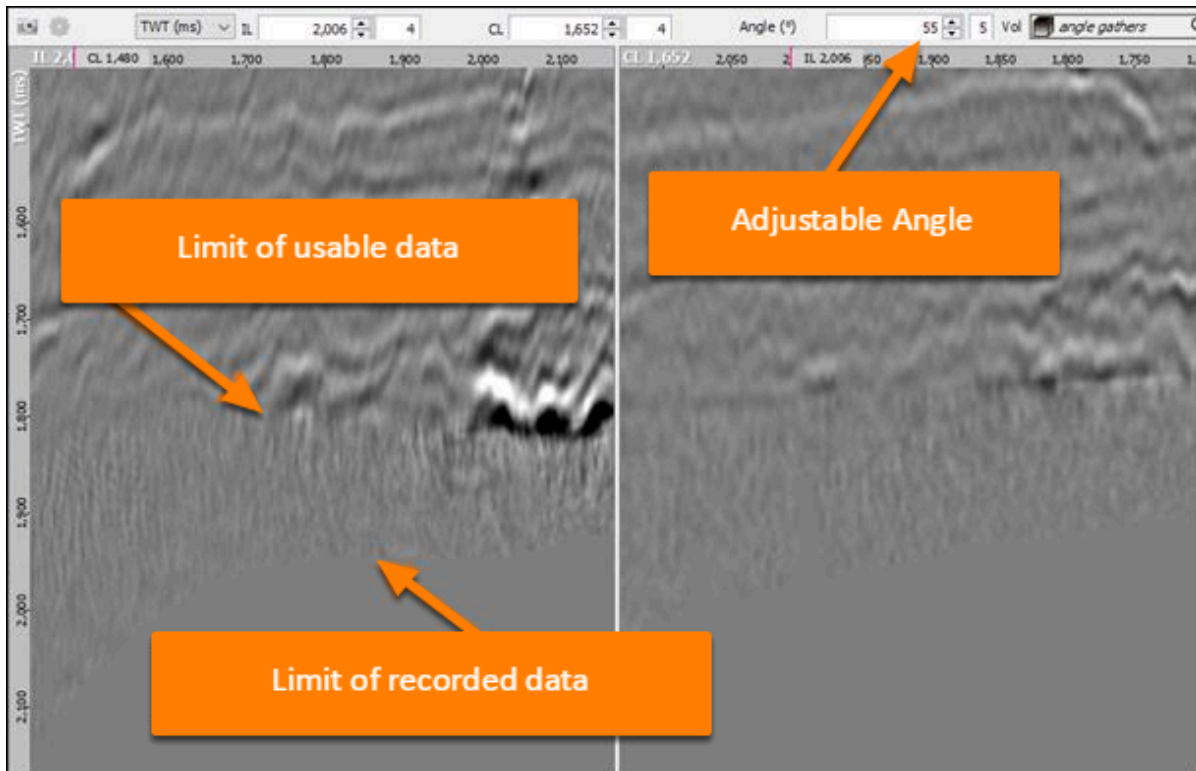 TWT (ms) IL 2,006 4 CL 1,652 4 Angle (°) 55 5 Vol angle gathers
CL 1,480 1,600 1,700 1,800 1,900 2,000 2,100
CL 1,652 2,050 IL 2,006 1,900 1,850 1,800 1,750
TWT (ms)
1,600
1,700
1,800
1,900
2,000
2,100
Adjustable Angle
Limit of usable data
Limit of recorded data